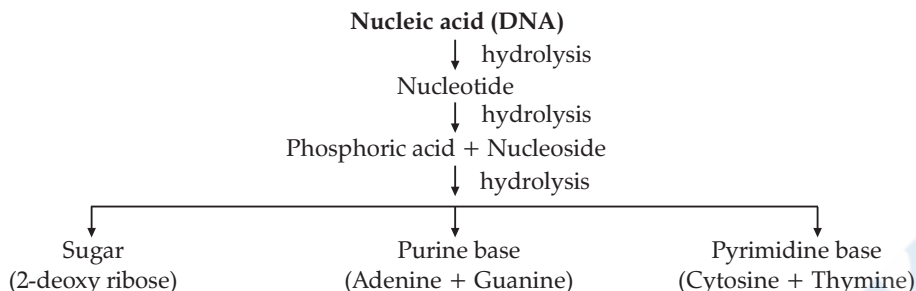 Nucleic acid (DNA)
hydrolysis
Nucleotide
hydrolysis
Phosphoric acid + Nucleoside
hydrolysis
Sugar Purine base Pyrimidine base
(2-deoxy ribose) (Adenine + Guanine) (Cytosine + Thymine)